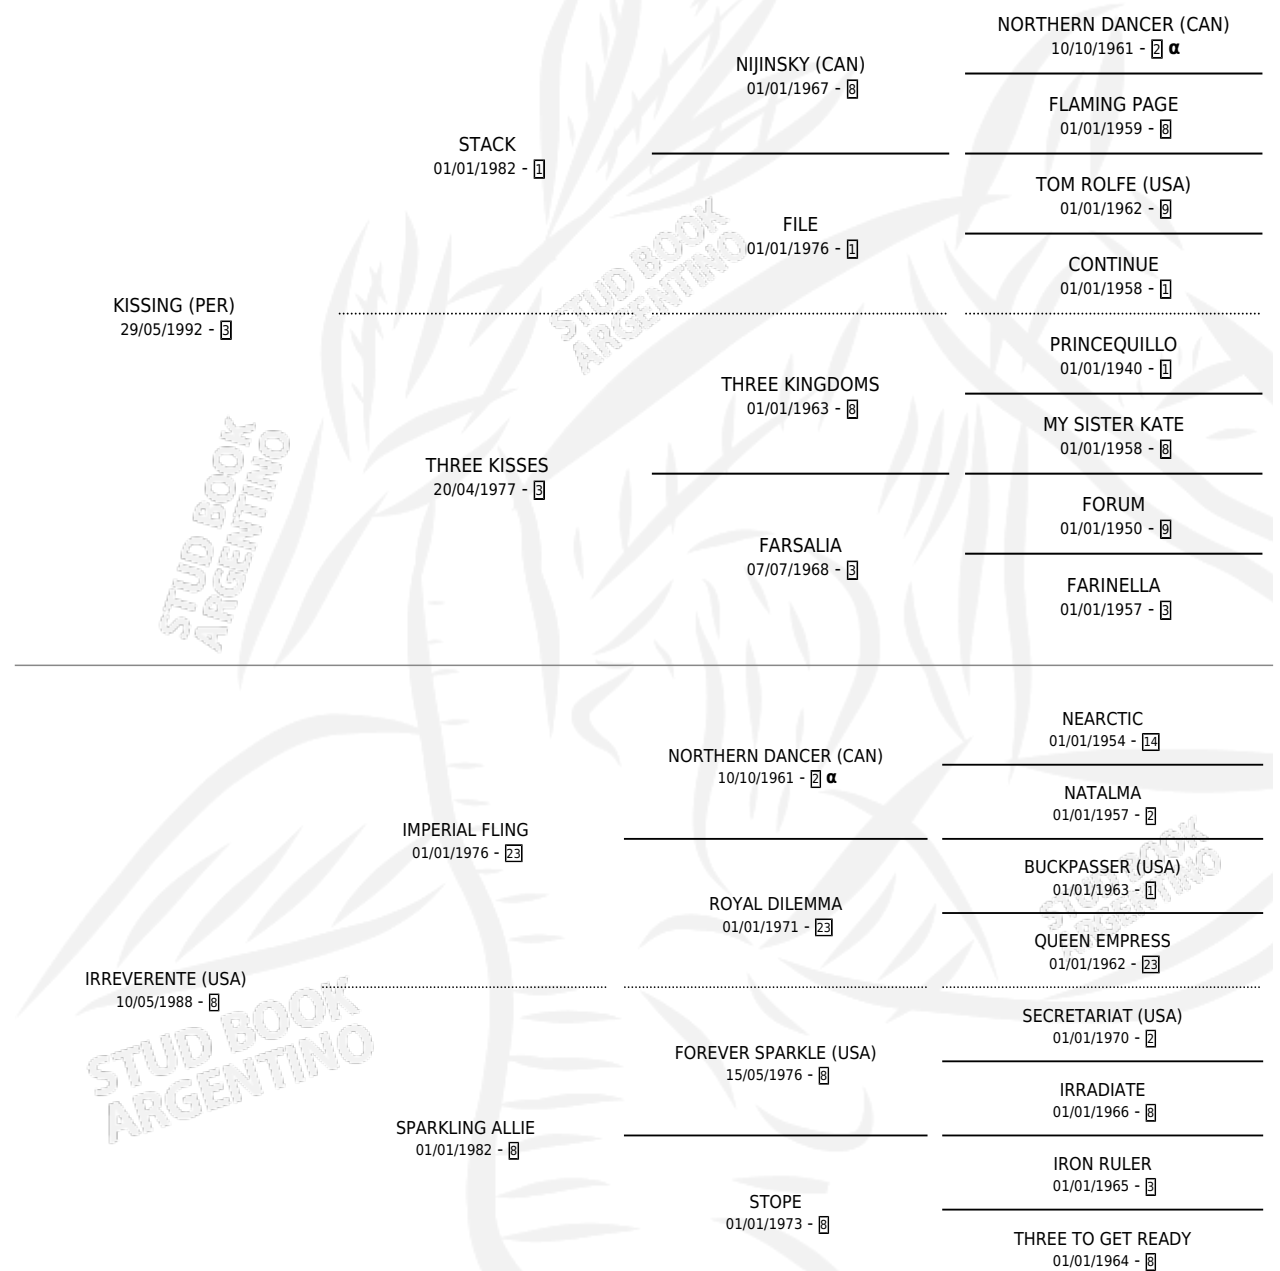 NORTHERN DANCER (CAN)
10/10/1961 - 2 α
NIJINSKY (CAN)
01/01/1967 - 8
FLAMING PAGE
01/01/1959 - 8
STACK
01/01/1982 - 1
TOM ROLFE (USA)
01/01/1962 - 9
FILE
01/01/1976 - 1
CONTINUE
01/01/1958 - 1
KISSING (PER)
29/05/1992 - 3
PRINCEQUILLO
01/01/1940 - 1
THREE KINGDOMS
01/01/1963 - 8
MY SISTER KATE
01/01/1958 - 8
THREE KISSES
20/04/1977 - 3
FORUM
01/01/1950 - 9
FARSALIA
07/07/1968 - 3
FARINELLA
01/01/1957 - 3
STUD BOOK
ARGENTINO
STUD BOOK
ARGENTINO
NEARCTIC
01/01/1954 - 14
NORTHERN DANCER (CAN)
10/10/1961 - 2 α
NATALMA
01/01/1957 - 2
IMPERIAL FLING
01/01/1976 - 23
BUCKPASSER (USA)
01/01/1963 - 1
ROYAL DILEMMA
01/01/1971 - 23
QUEEN EMPRESS
01/01/1962 - 23
IRREVERENTE (USA)
10/05/1988 - 8
SECRETARIAT (USA)
01/01/1970 - 2
FOREVER SPARKLE (USA)
15/05/1976 - 8
IRRADIATE
01/01/1966 - 8
SPARKLING ALLIE
01/01/1982 - 8
IRON RULER
01/01/1965 - 3
STOPE
01/01/1973 - 8
THREE TO GET READY
01/01/1964 - 8
STUD BOOK
ARGENTINO
STUD BOOK
ARGENTINO